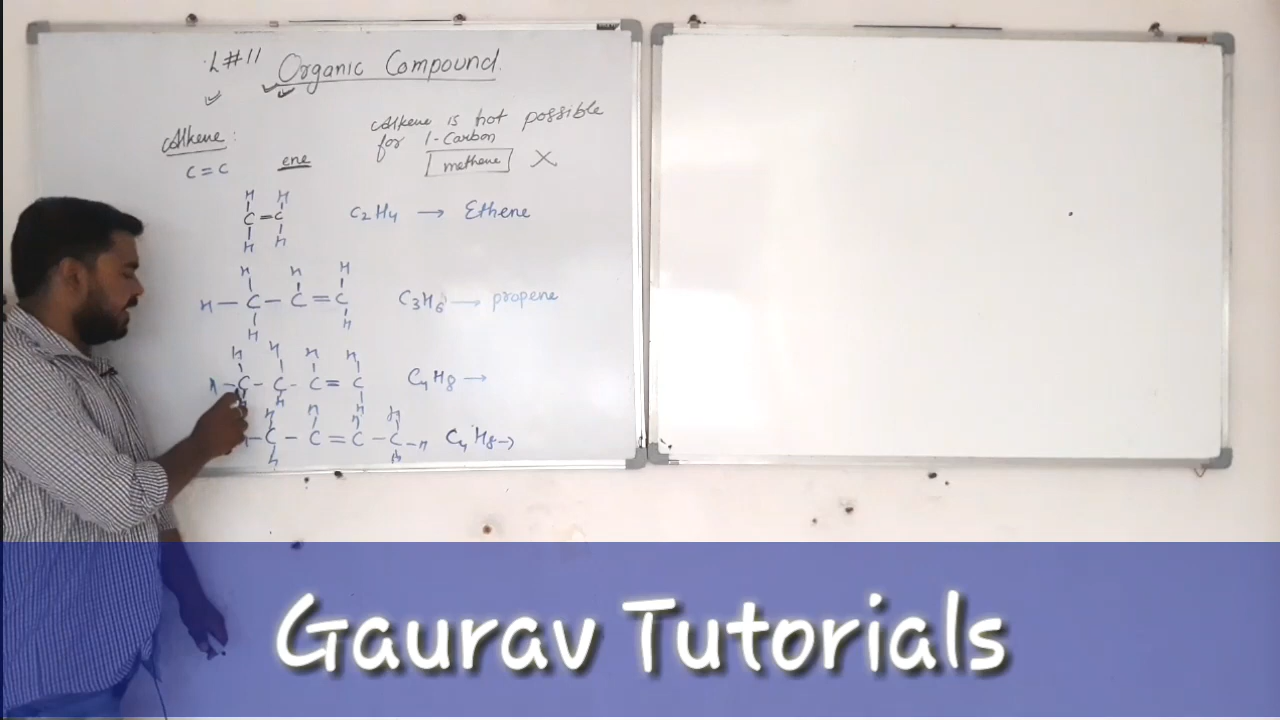 L#11 Organic Compound.
Alkene is not possible
for 1-Carbon
Alkene :
C = C ene
methene ×
H H
C = C C2H4 → Ethene
H H
H H H
H — C — C = C C3H6 → propene
H H
H H H H
H — C — C — C = C C4H8 →
H H H
H H H H
— C — C = C — C — H C4H8 →
H H
Gaurav Tutorials